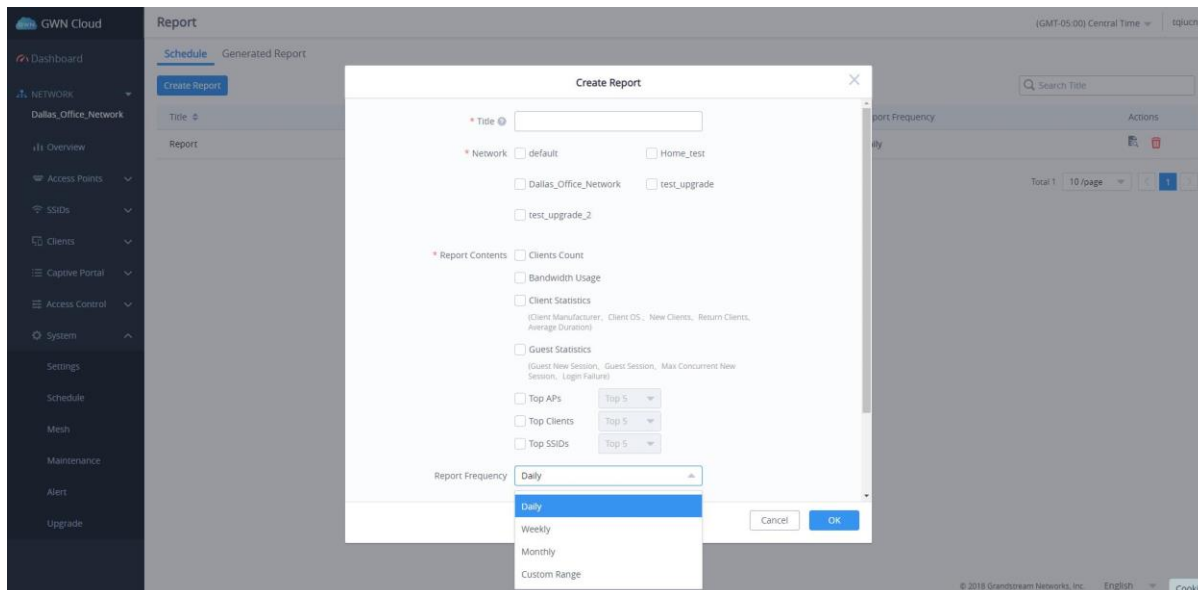 GWN Cloud
Report
(GMT-05:00) Central Time
Dashboard
Schedule Generated Report
Create Report
Create Report
Search Title
NETWORK
Dallas_Office_Network
Title
Report Frequency
Actions
* Title
Report
* Network
default
Home_test
Overview
Dallas_Office_Network
test_upgrade
Total 1 10 /page 1
Access Points
test_upgrade_2
SSIDs
Clients
* Report Contents
Clients Count
Bandwidth Usage
Captive Portal
Client Statistics
Access Control
(Client Manufacturer、Client OS 、New Clients、Return Clients、
Average Duration)
System
Guest Statistics
Settings
(Guest New Session、Guest Session、Max Concurrent New
Session、Login Failure)
Schedule
Top APs Top 5
Top Clients Top 5
Mesh
Top SSIDs Top 5
Maintenance
Report Frequency Daily
Alert
Daily
Upgrade
Weekly
Cancel OK
Monthly
Custom Range
© 2018 Grandstream Networks, Inc. English